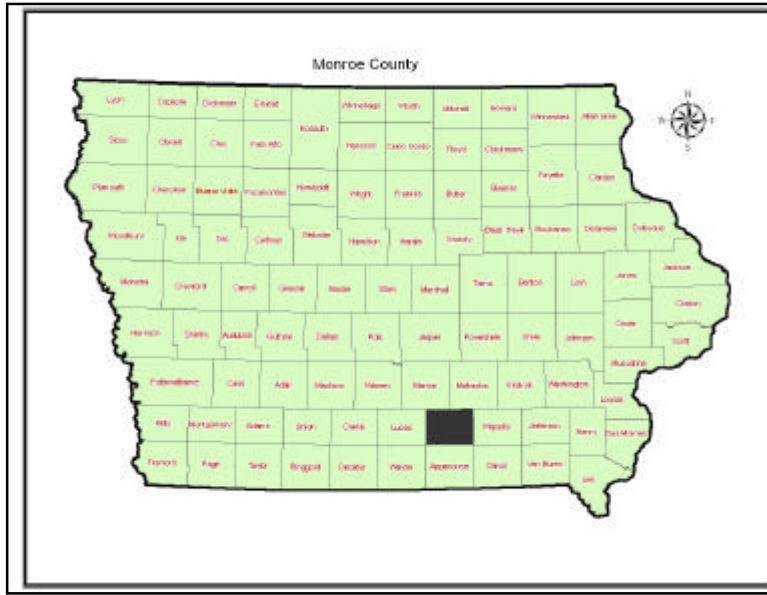 Monroe County
N
W E
S
Lyon Osceola Dickinson Emmet Kossuth Winnebago Worth Mitchell Howard Winneshiek Allamakee
Sioux Obrien Clay Palo Alto Hancock Cerro Gordo Floyd Chickasaw
Fayette Clayton
Plymouth Cherokee Buena Vista Pocahontas Humboldt Wright Franklin Butler Bremer
Woodbury Ida Sac Calhoun Webster Hamilton Hardin Grundy Black Hawk Buchanan Delaware Dubuque
Monona Crawford Carroll Greene Boone Story Marshall Tama Benton Linn Jones Jackson
Clinton
Harrison Shelby Audubon Guthrie Dallas Polk Jasper Poweshiek Iowa Johnson Cedar Scott
Muscatine
Pottawattamie Cass Adair Madison Warren Marion Mahaska Keokuk Washington
Louisa
Mills Montgomery Adams Union Clarke Lucas Wapello Jefferson Henry Des Moines
Fremont Page Taylor Ringgold Decatur Wayne Appanoose Davis Van Buren
Lee